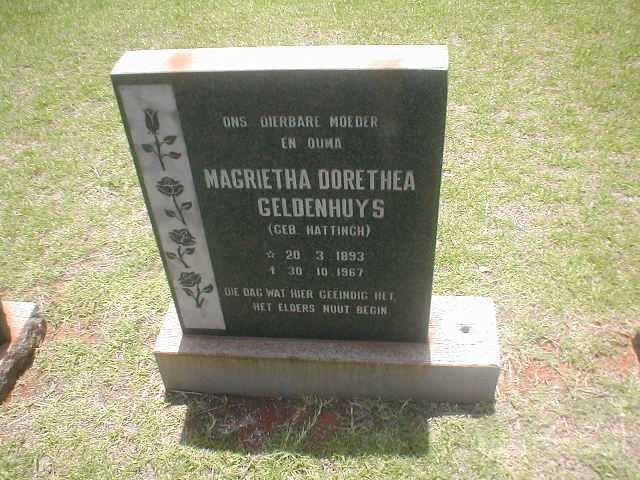 ONS DIERBARE MOEDER
EN OUMA
MAGRIETHA DORETHEA
GELDENHUYS
(GEB. HATTINGH)
☆ 20 3 1893
† 30 10 1967
DIE DAG WAT HIER GEEINDIG HET,
HET ELDERS NUUT BEGIN.